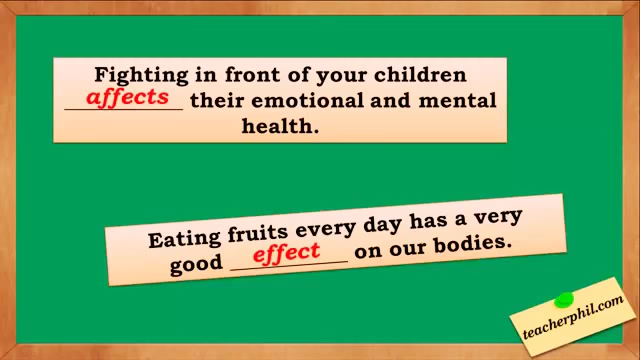 Fighting in front of your children
affects their emotional and mental
health.
Eating fruits every day has a very
good effect on our bodies.
teacherphil.com